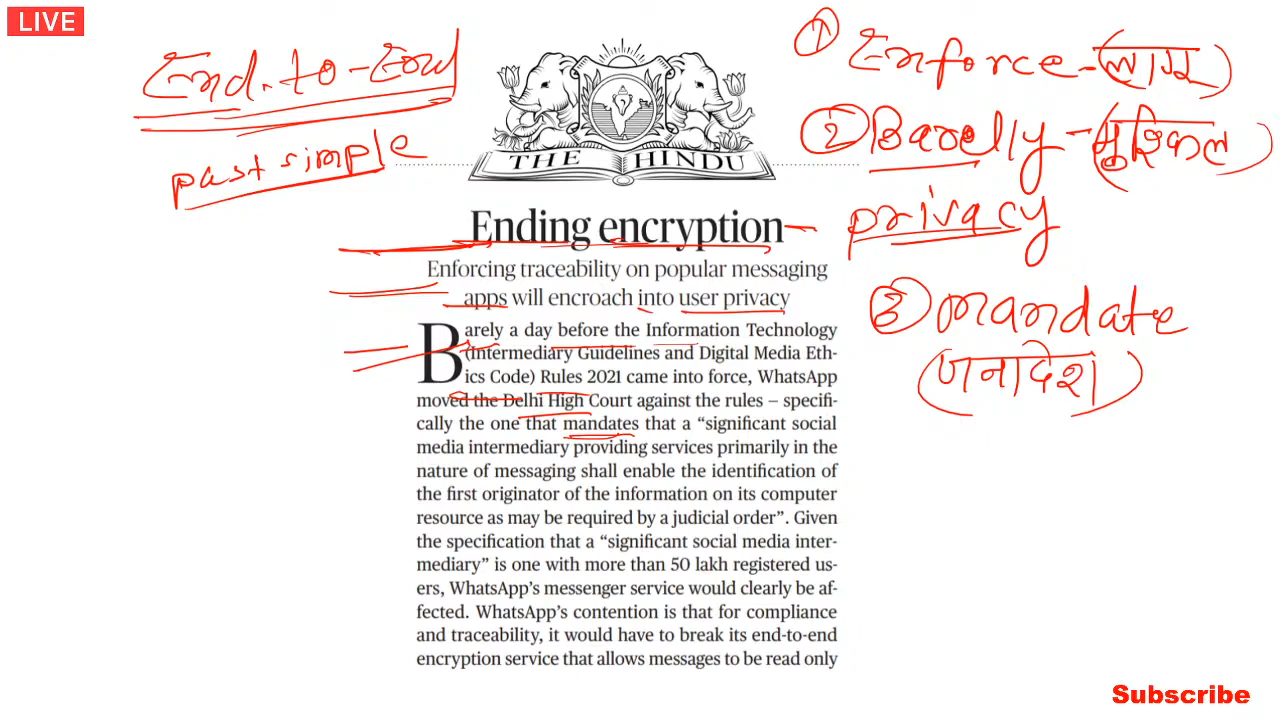 LIVE
End-to-End
past simple
① Enforce-(लागू)
② Barelly-(मुश्किल)
privacy
③ mandate
(जनादेश)
THE HINDU
Ending encryption
Enforcing traceability on popular messaging
apps will encroach into user privacy
Barely a day before the Information Technology
(Intermediary Guidelines and Digital Media Eth-
ics Code) Rules 2021 came into force, WhatsApp
moved the Delhi High Court against the rules – specifi-
cally the one that mandates that a “significant social
media intermediary providing services primarily in the
nature of messaging shall enable the identification of
the first originator of the information on its computer
resource as may be required by a judicial order”. Given
the specification that a “significant social media inter-
mediary” is one with more than 50 lakh registered us-
ers, WhatsApp’s messenger service would clearly be af-
fected. WhatsApp’s contention is that for compliance
and traceability, it would have to break its end-to-end
encryption service that allows messages to be read only
Subscribe